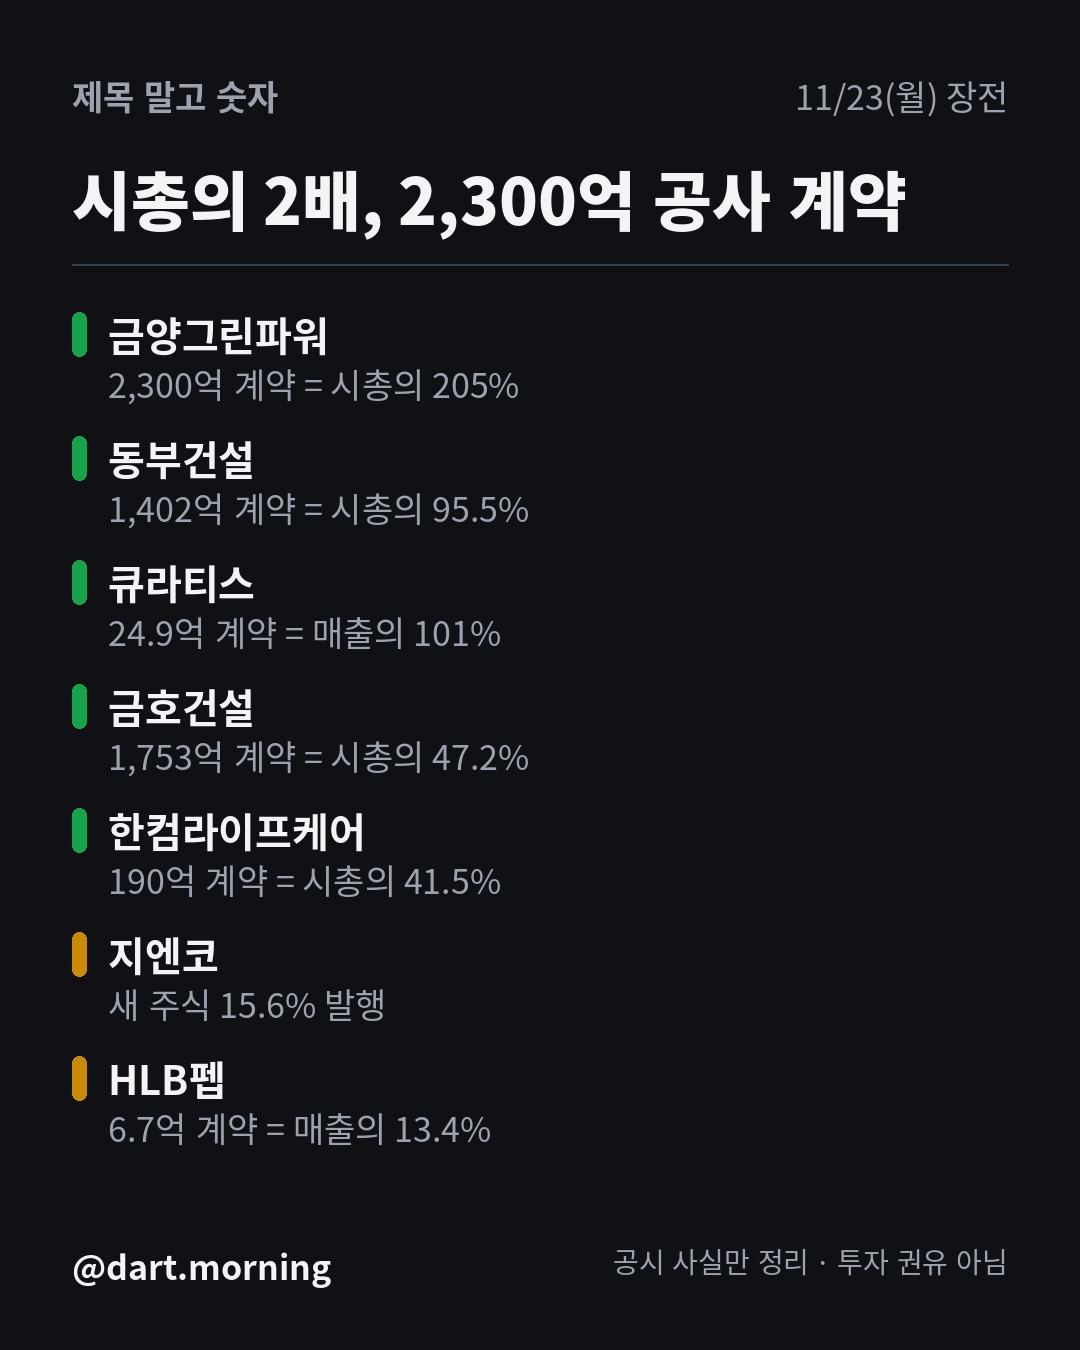 제목 말고 숫자
11/23(월) 장전
시총의 2배, 2,300억 공사 계약
금양그린파워
2,300억 계약 = 시총의 205%
동부건설
1,402억 계약 = 시총의 95.5%
큐라티스
24.9억 계약 = 매출의 101%
금호건설
1,753억 계약 = 시총의 47.2%
한컴라이프케어
190억 계약 = 시총의 41.5%
지엔코
새 주식 15.6% 발행
HLB펩
6.7억 계약 = 매출의 13.4%
@dart.morning
공시 사실만 정리 · 투자 권유 아님